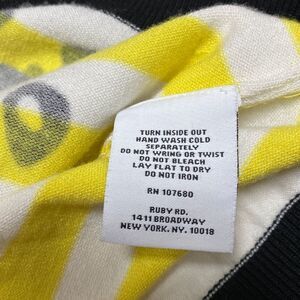 TURN INSIDE OUT
HAND WASH COLD
SEPARATELY
DO NOT WRING OR TWIST
DO NOT BLEACH
LAY FLAT TO DRY
DO NOT IRON
RN 107680
RUBY RD.
1411 BROADWAY
NEW YORK. NY. 10018